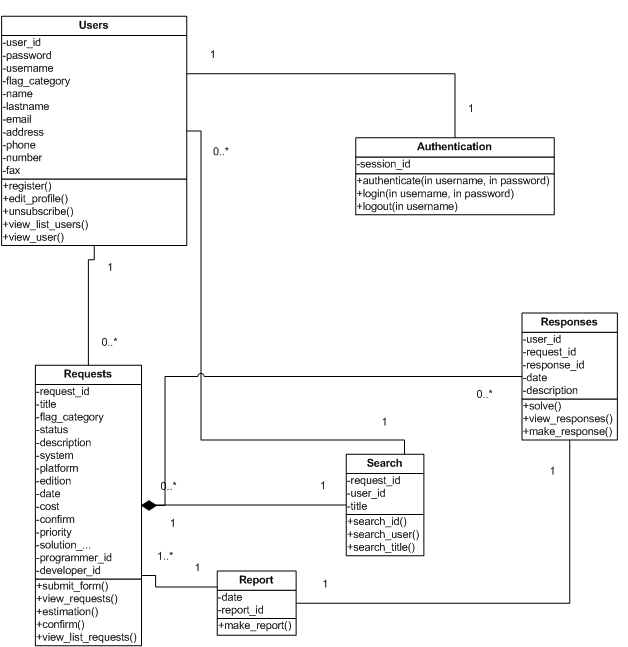 Users
-user_id
-password
-username
-flag_category
-name
-lastname
-email
-address
-phone
-number
-fax
+register()
+edit_profile()
+unsubscribe()
+view_list_users()
+view_user()
1
1
0..*
Authentication
-session_id
+authenticate(in username, in password)
+login(in username, in password)
+logout(in username)
1
0..*
Requests
-request_id
-title
-flag_category
-status
-description
-system
-platform
-edition
-date
-cost
-confirm
-priority
-solution_...
-programmer_id
-developer_id
+submit_form()
+view_requests()
+estimation()
+confirm()
+view_list_requests()
Responses
-user_id
-request_id
-response_id
-date
-description
+solve()
+view_responses()
+make_response()
0..*
1
Search
-request_id
-user_id
-title
+search_id()
+search_user()
+search_title()
0..*
1
1
1
1..*
1
Report
-date
-report_id
+make_report()
1